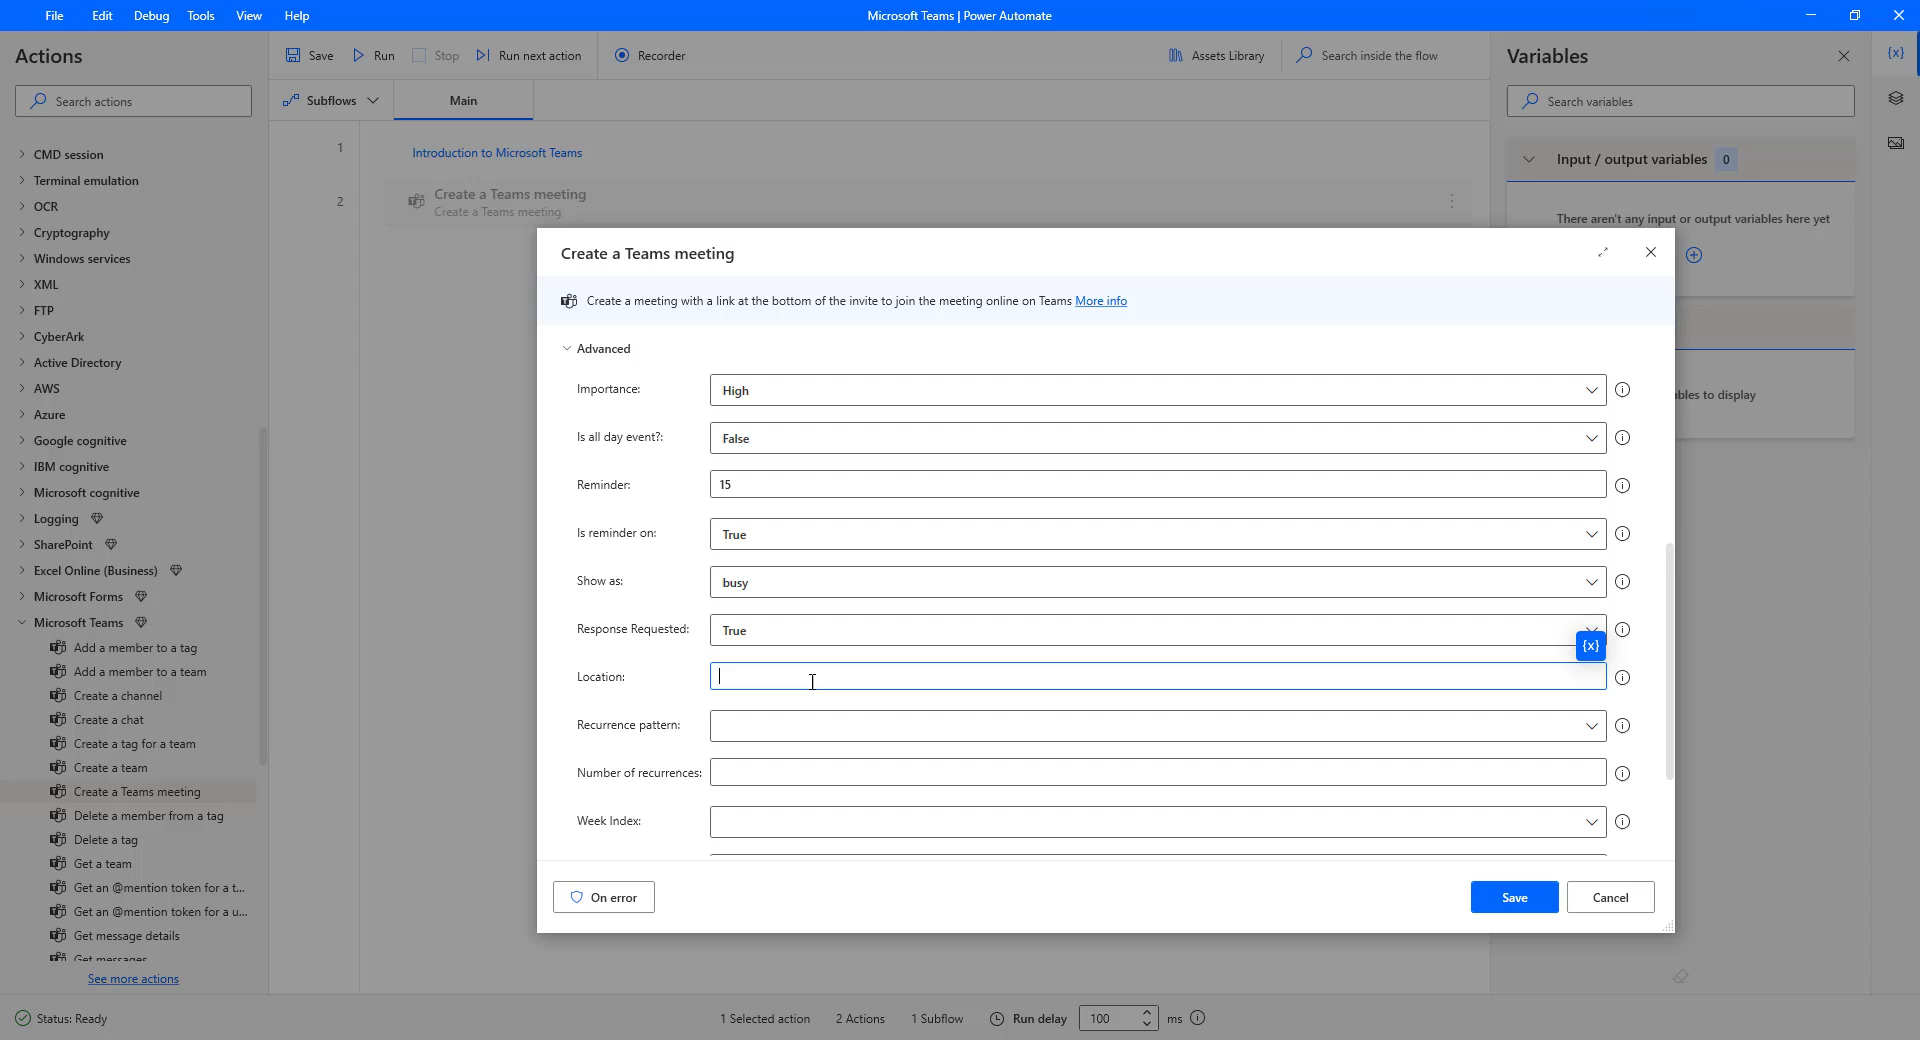 File Edit Debug Tools View Help
Microsoft Teams | Power Automate
Actions
Search actions
CMD session
Terminal emulation
OCR
Cryptography
Windows services
XML
FTP
CyberArk
Active Directory
AWS
Azure
Google cognitive
IBM cognitive
Microsoft cognitive
Logging
SharePoint
Excel Online (Business)
Microsoft Forms
Microsoft Teams
Add a member to a tag
Add a member to a team
Create a channel
Create a chat
Create a tag for a team
Create a team
Create a Teams meeting
Delete a member from a tag
Delete a tag
Get a team
Get an @mention token for a t...
Get an @mention token for a u...
Get message details
Get messages
See more actions
Save Run Stop Run next action Recorder
Assets Library Search inside the flow
Subflows Main
1 Introduction to Microsoft Teams
2 Create a Teams meeting
Create a Teams meeting
Variables
{x}
Search variables
Input / output variables 0
There aren't any input or output variables here yet
bles to display
Create a Teams meeting
Create a meeting with a link at the bottom of the invite to join the meeting online on Teams More info
Advanced
Importance: High
Is all day event?: False
Reminder: 15
Is reminder on: True
Show as: busy
Response Requested: True
{x}
Location:
Recurrence pattern:
Number of recurrences:
Week Index:
On error Save Cancel
Status: Ready 1 Selected action 2 Actions 1 Subflow Run delay 100 ms